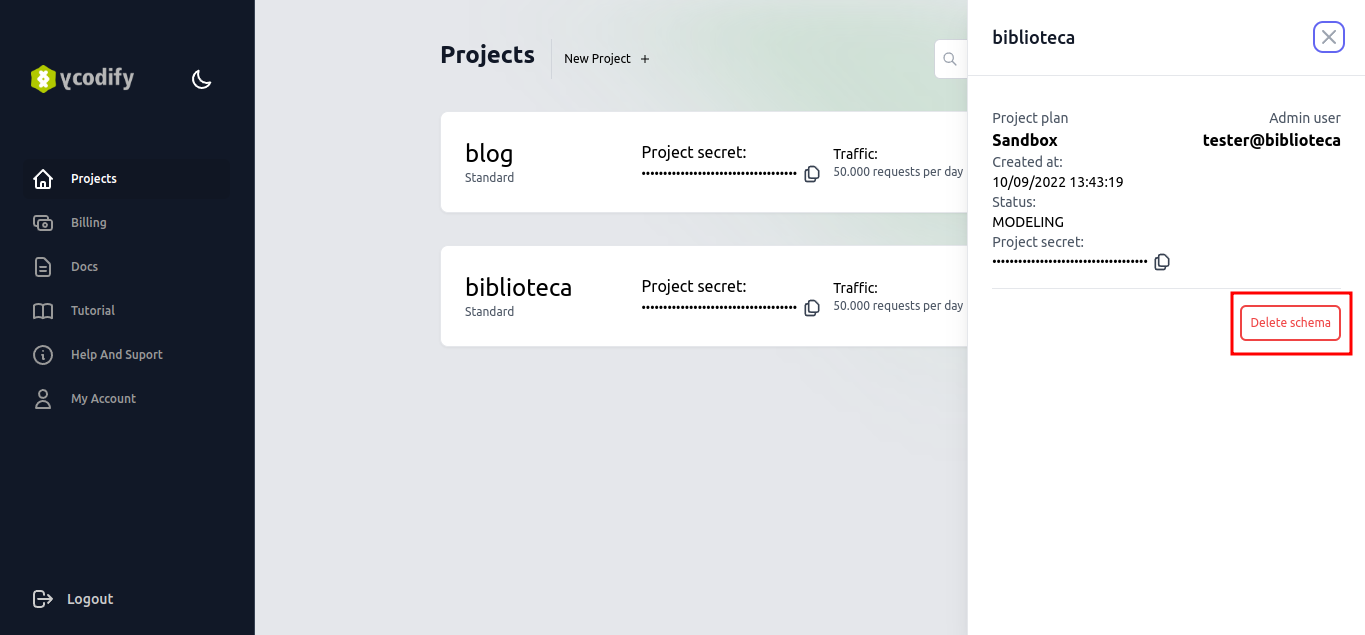 ycodify
Projects
Billing
Docs
Tutorial
Help And Suport
My Account
Logout
Projects
New Project +
blog
Standard
Project secret:
••••••••••••••••••••••••••••••••••••
Traffic:
50.000 requests per day
biblioteca
Standard
Project secret:
••••••••••••••••••••••••••••••••••••
Traffic:
50.000 requests per day
biblioteca
Project plan
Sandbox
Admin user
tester@biblioteca
Created at:
10/09/2022 13:43:19
Status:
MODELING
Project secret:
••••••••••••••••••••••••••••••••••••
Delete schema